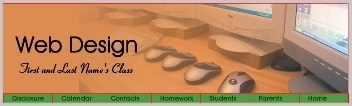 Web Design
First and Last Name's Class
Disclosure Calendar Contacts Homework Students Parents Home